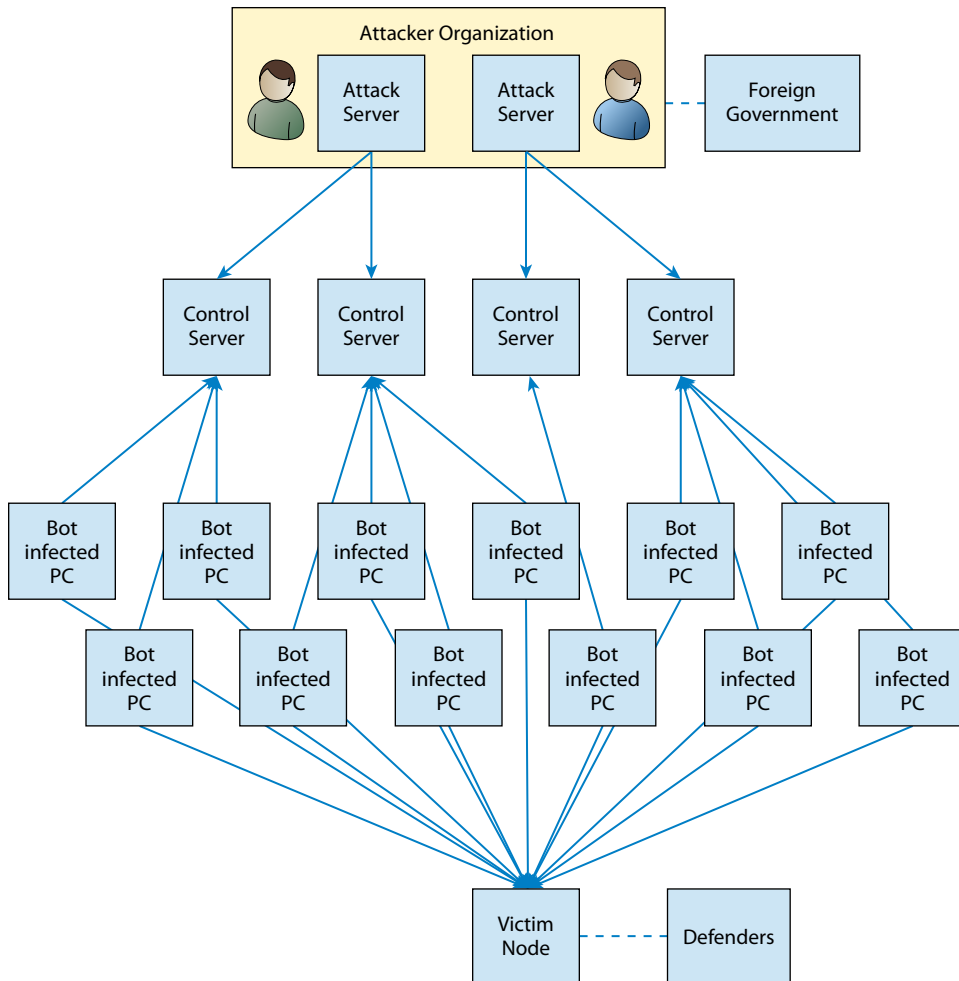 Attacker Organization
Attack
Server
Attack
Server
Foreign
Government
Control
Server
Control
Server
Control
Server
Control
Server
Bot
infected
PC
Bot
infected
PC
Bot
infected
PC
Bot
infected
PC
Bot
infected
PC
Bot
infected
PC
Bot
infected
PC
Bot
infected
PC
Bot
infected
PC
Bot
infected
PC
Bot
infected
PC
Bot
infected
PC
Victim
Node
Defenders